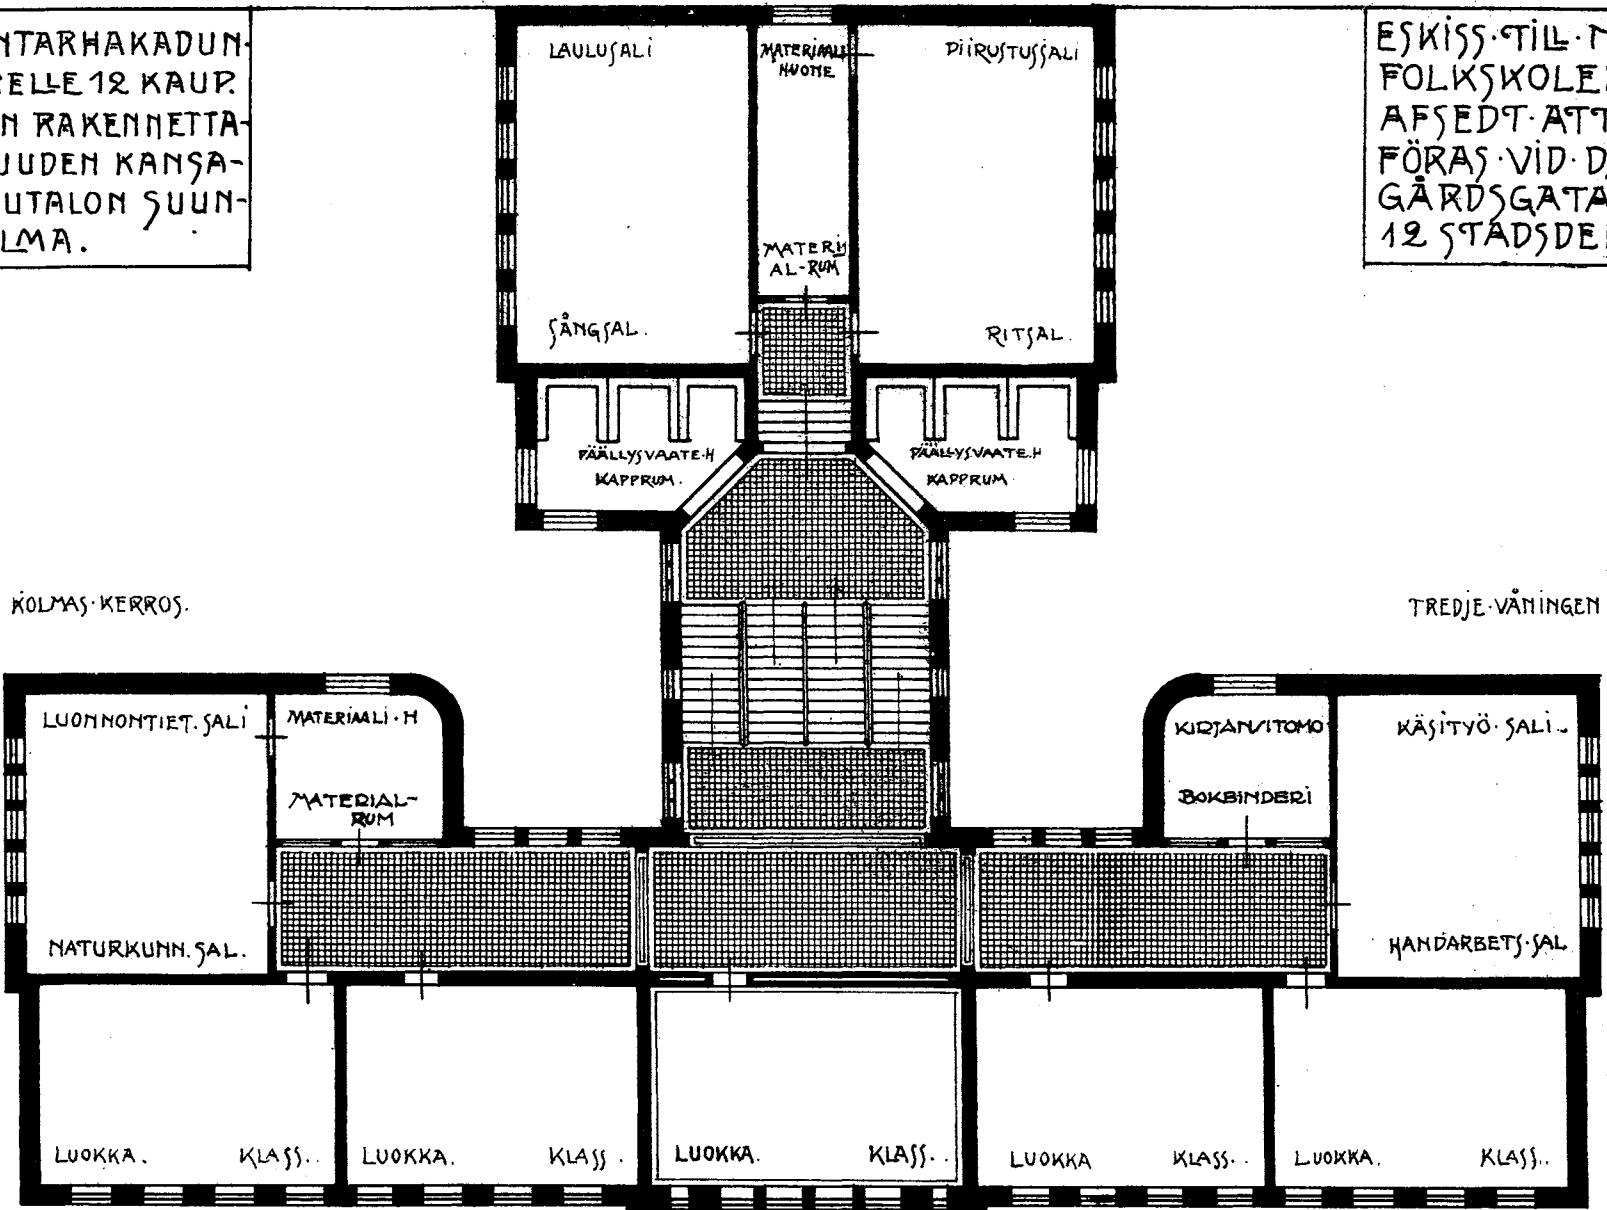 NTARHAKADUN·
ELLE 12 KAUP.
N RAKENNETTA-
UUDEN KANSA-
UTALON SUUN-
LMA.
ESKISS·TILL·N
FOLKSKOLE
AFSEDT·ATT
FÖRAS·VID·D
GÅRDSGATA
12 STADSDE
LAULUSALI
MATERIAALI
HUONE
PIIRUSTUSSALI
MATERI
AL-RUM
SÅNGSAL.
RITSAL.
PÄÄLLYSVAATE·H
KAPPRUM.
PÄÄLLYSVAATE·H
KAPPRUM
KOLMAS·KERROS.
TREDJE·VÅNINGEN
LUONNONTIET.SALI
MATERIAALI·H
KIRJANSITOMO
KÄSITYÖ·SALI.
MATERIAL-
RUM
BOKBINDERI
NATURKUNN.SAL.
HANDARBETS·SAL
LUOKKA. KLASS..
LUOKKA. KLASS.
LUOKKA. KLASS..
LUOKKA KLASS..
LUOKKA. KLASS..